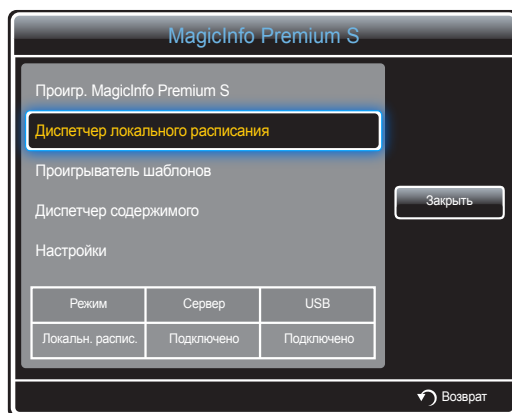 MagicInfo Premium S
Проигр. MagicInfo Premium S
Диспетчер локального расписания
Проигрыватель шаблонов
Диспетчер содержимого
Закрыть
Настройки
Режим Сервер USB
Локальн. распис. Подключено Подключено
Возврат